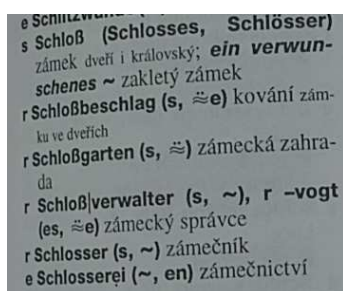 e Schlitzwunde
s Schloß (Schlosses, Schlösser)
zámek dveří i královský; ein verwun-
schenes ~ zakletý zámek
r Schloßbeschlag (s, ~̈e) kování zám-
ku ve dveřích
r Schloßgarten (s, ~̈) zámecká zahra-
da
r Schloß|verwalter (s, ~), r –vogt
(es, ~̈e) zámecký správce
r Schlosser (s, ~) zámečník
e Schlosserei (~, en) zámečnictví